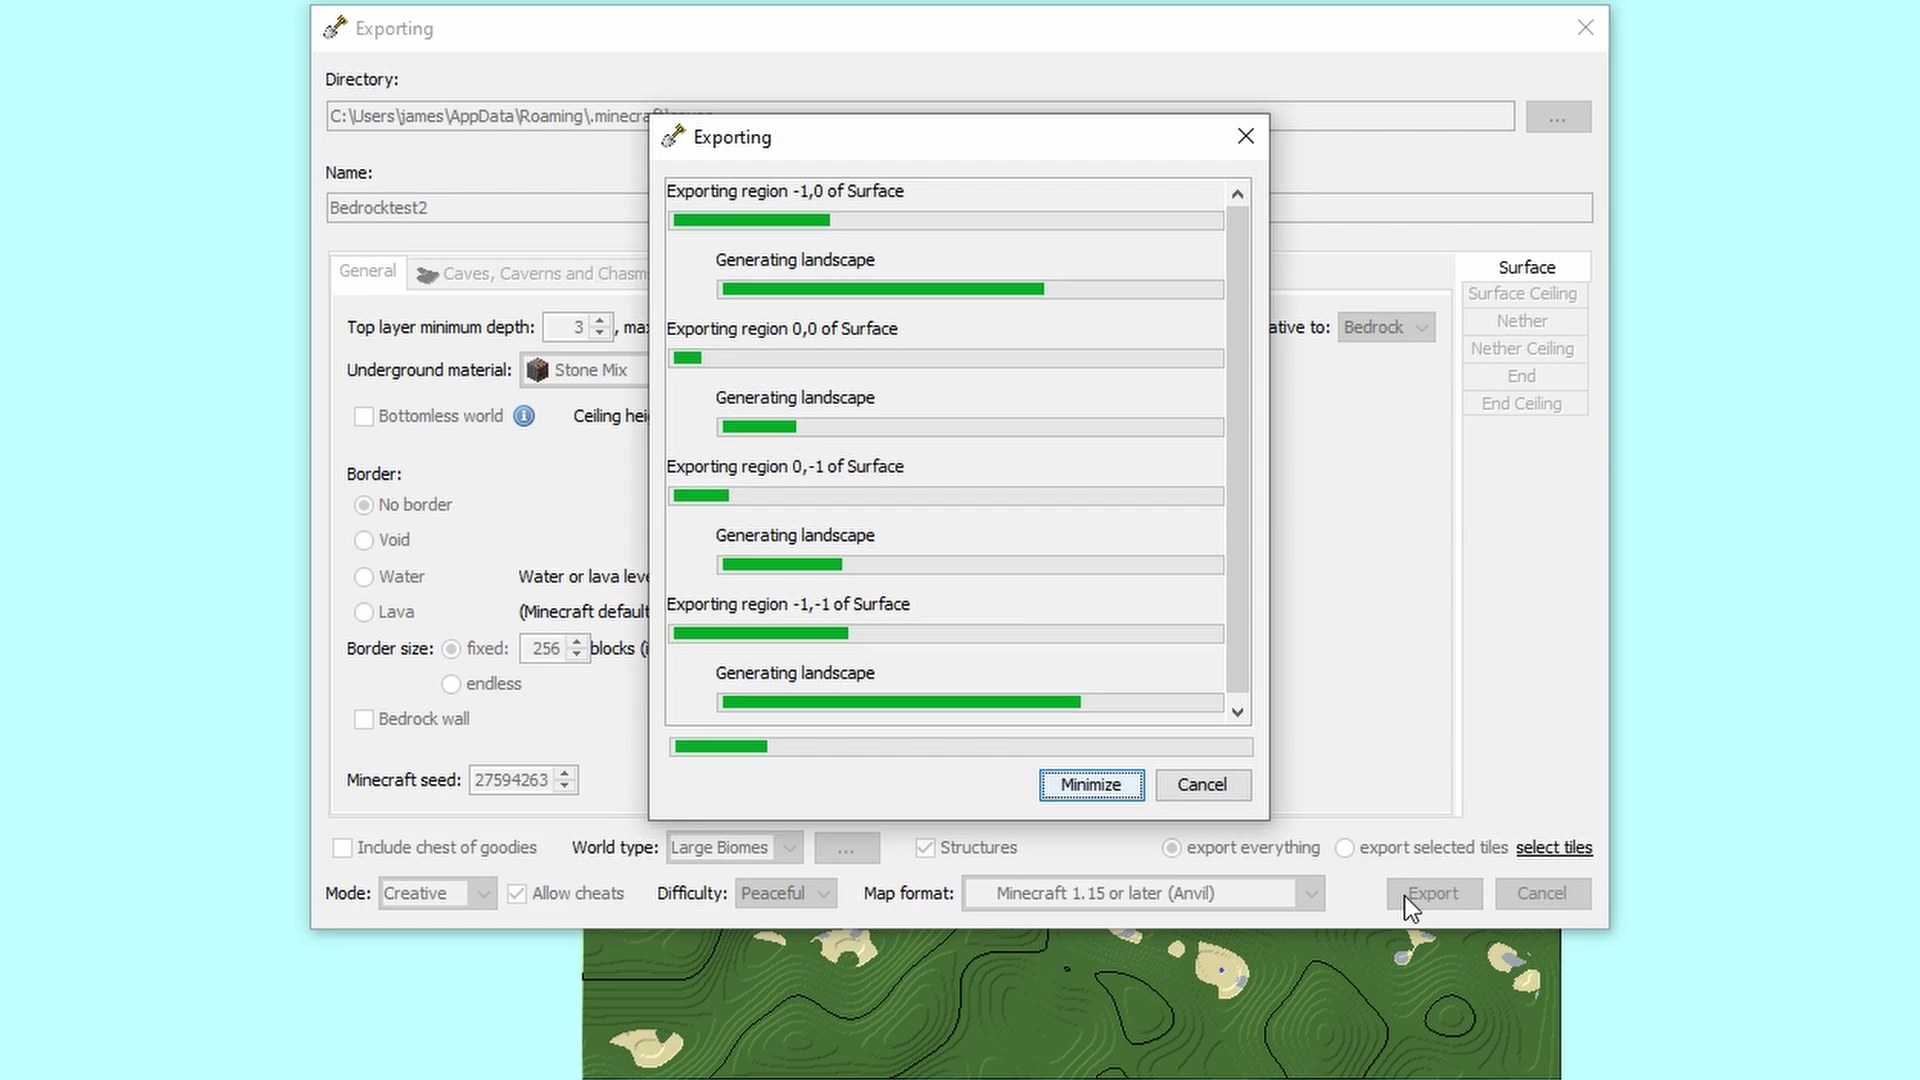 Exporting
Directory:
C:\Users\james\AppData\Roaming\.minecra
...
Exporting
Name:
Bedrocktest2
Exporting region -1,0 of Surface
Generating landscape
Exporting region 0,0 of Surface
Generating landscape
Exporting region 0,-1 of Surface
Generating landscape
Exporting region -1,-1 of Surface
Generating landscape
Minimize
Cancel
General
Caves, Caverns and Chasm
Surface
Surface Ceiling
Nether
Nether Ceiling
End
End Ceiling
Top layer minimum depth: 3 , max
ative to: Bedrock
Underground material: Stone Mix
Bottomless world
Ceiling hei
Border:
No border
Void
Water
Water or lava leve
Lava
(Minecraft default
Border size: fixed: 256 blocks (i
endless
Bedrock wall
Minecraft seed: 27594263
Include chest of goodies World type: Large Biomes ... Structures export everything export selected tiles select tiles
Mode: Creative Allow cheats Difficulty: Peaceful Map format: Minecraft 1.15 or later (Anvil) Export Cancel